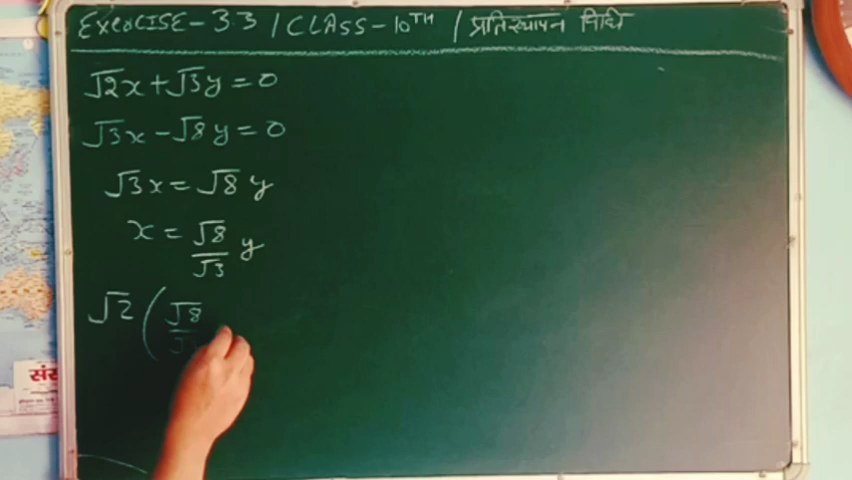 EXERCISE-3.3 / CLASS-10TH / प्रतिस्थापन विधि
√2x+√3y=0
√3x-√8y=0
√3x=√8y
x=√8/√3 y
√2(√8
संस